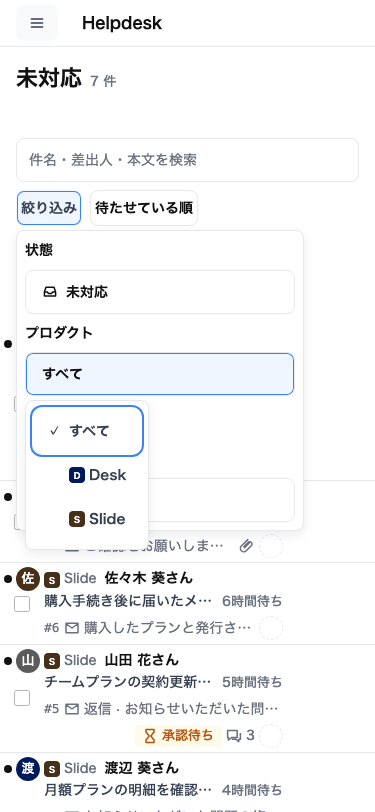 Helpdesk
未対応 7 件
件名・差出人・本文を検索
絞り込み 待たせている順
状態
未対応
プロダクト
すべて
✓ すべて
D Desk
S Slide
お願いしま…
佐 S Slide 佐々木 葵さん
購入手続き後に届いたメ… 6時間待ち
#6 購入したプランと発行さ…
山 S Slide 山田 花さん
チームプランの契約更新… 5時間待ち
#5 返信 · お知らせいただいた問…
承認待ち 3
渡 S Slide 渡辺 葵さん
月額プランの明細を確認… 4時間待ち